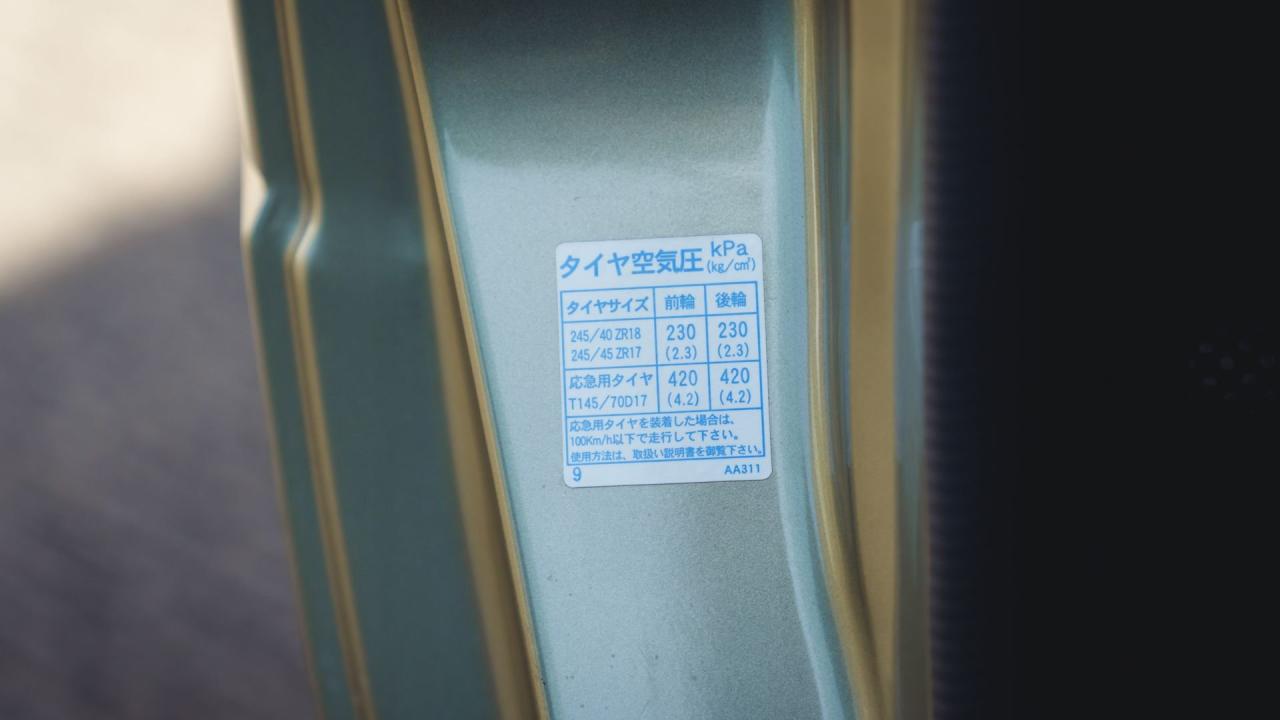 タイヤ空気圧 kPa (kg/cm²)
タイヤサイズ 前輪 後輪
245/40 ZR18 230 230
245/45 ZR17 (2.3) (2.3)
応急用タイヤ 420 420
T145/70D17 (4.2) (4.2)
応急用タイヤを装着した場合は、
100Km/h以下で走行して下さい。
使用方法は、取扱い説明書を御覧下さい。
9 AA311